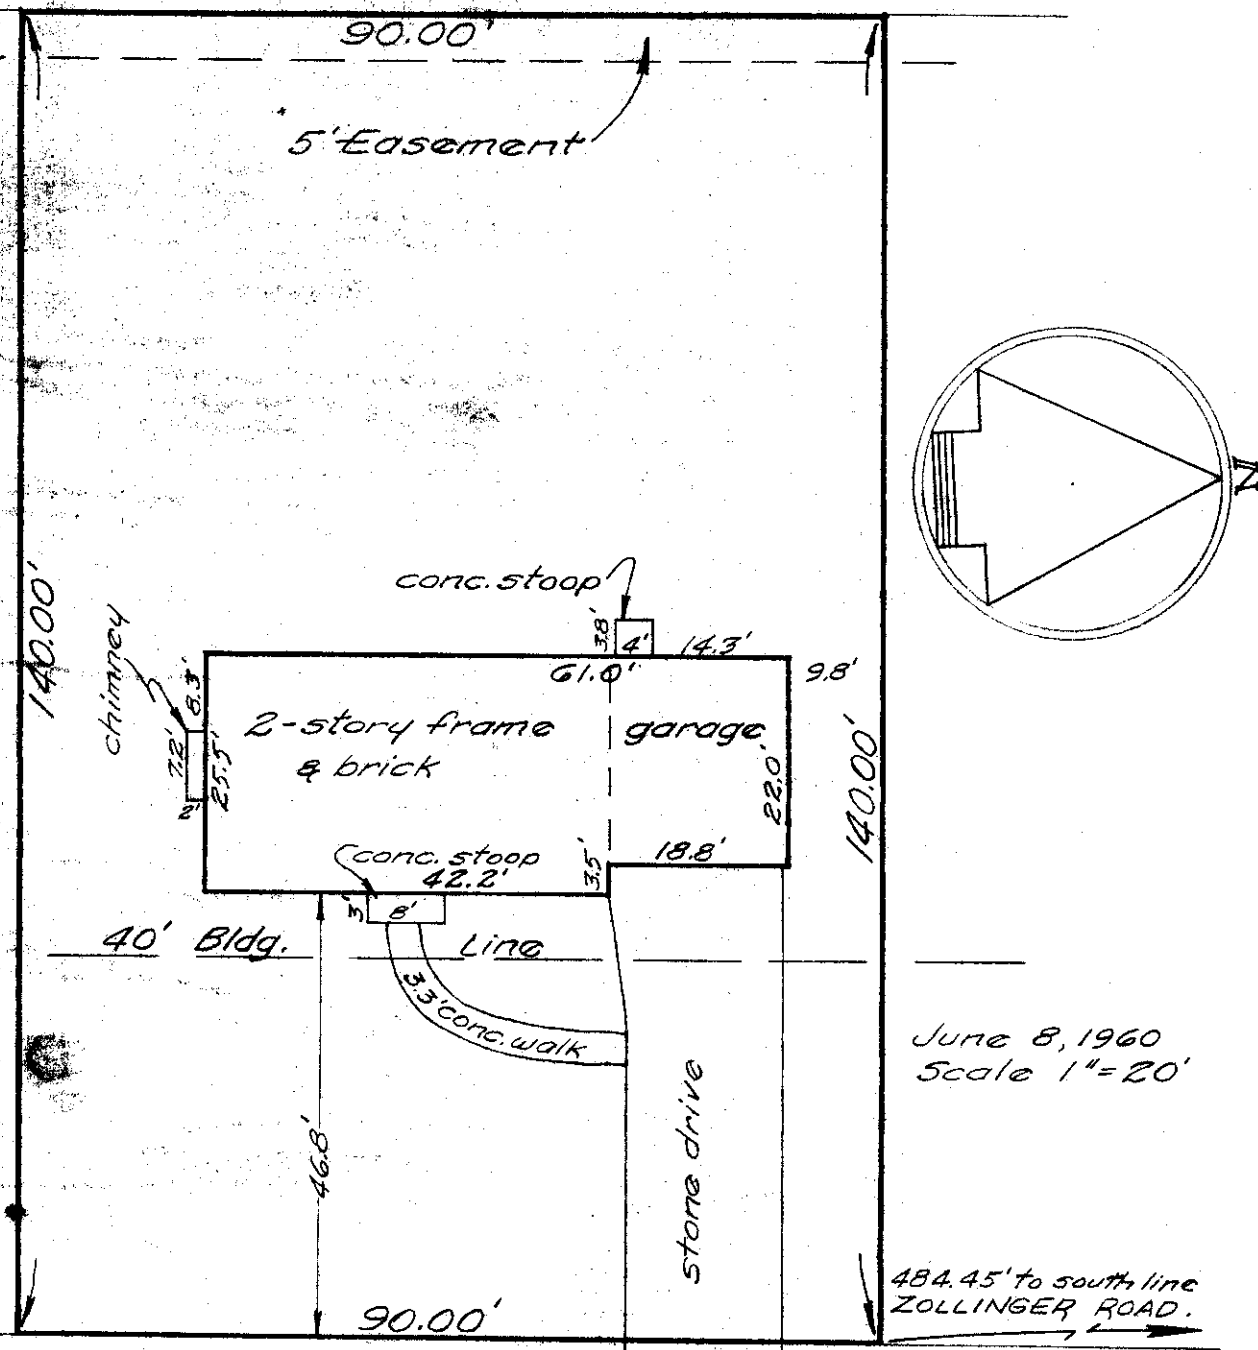 90.00'
5' Easement
N
140.00'
chimney
conc. stoop
3.8'
4'
14.3'
61.0'
9.8'
8.3'
2-story frame
& brick
garage
7.2'
25.5'
2'
22.0'
140.00'
conc. stoop
42.2'
3.5'
18.8'
3'
8'
40' Bldg. Line
3.3' conc. walk
June 8, 1960
Scale 1"=20'
46.8'
stone drive
484.45' to south line
ZOLLINGER ROAD.
90.00'